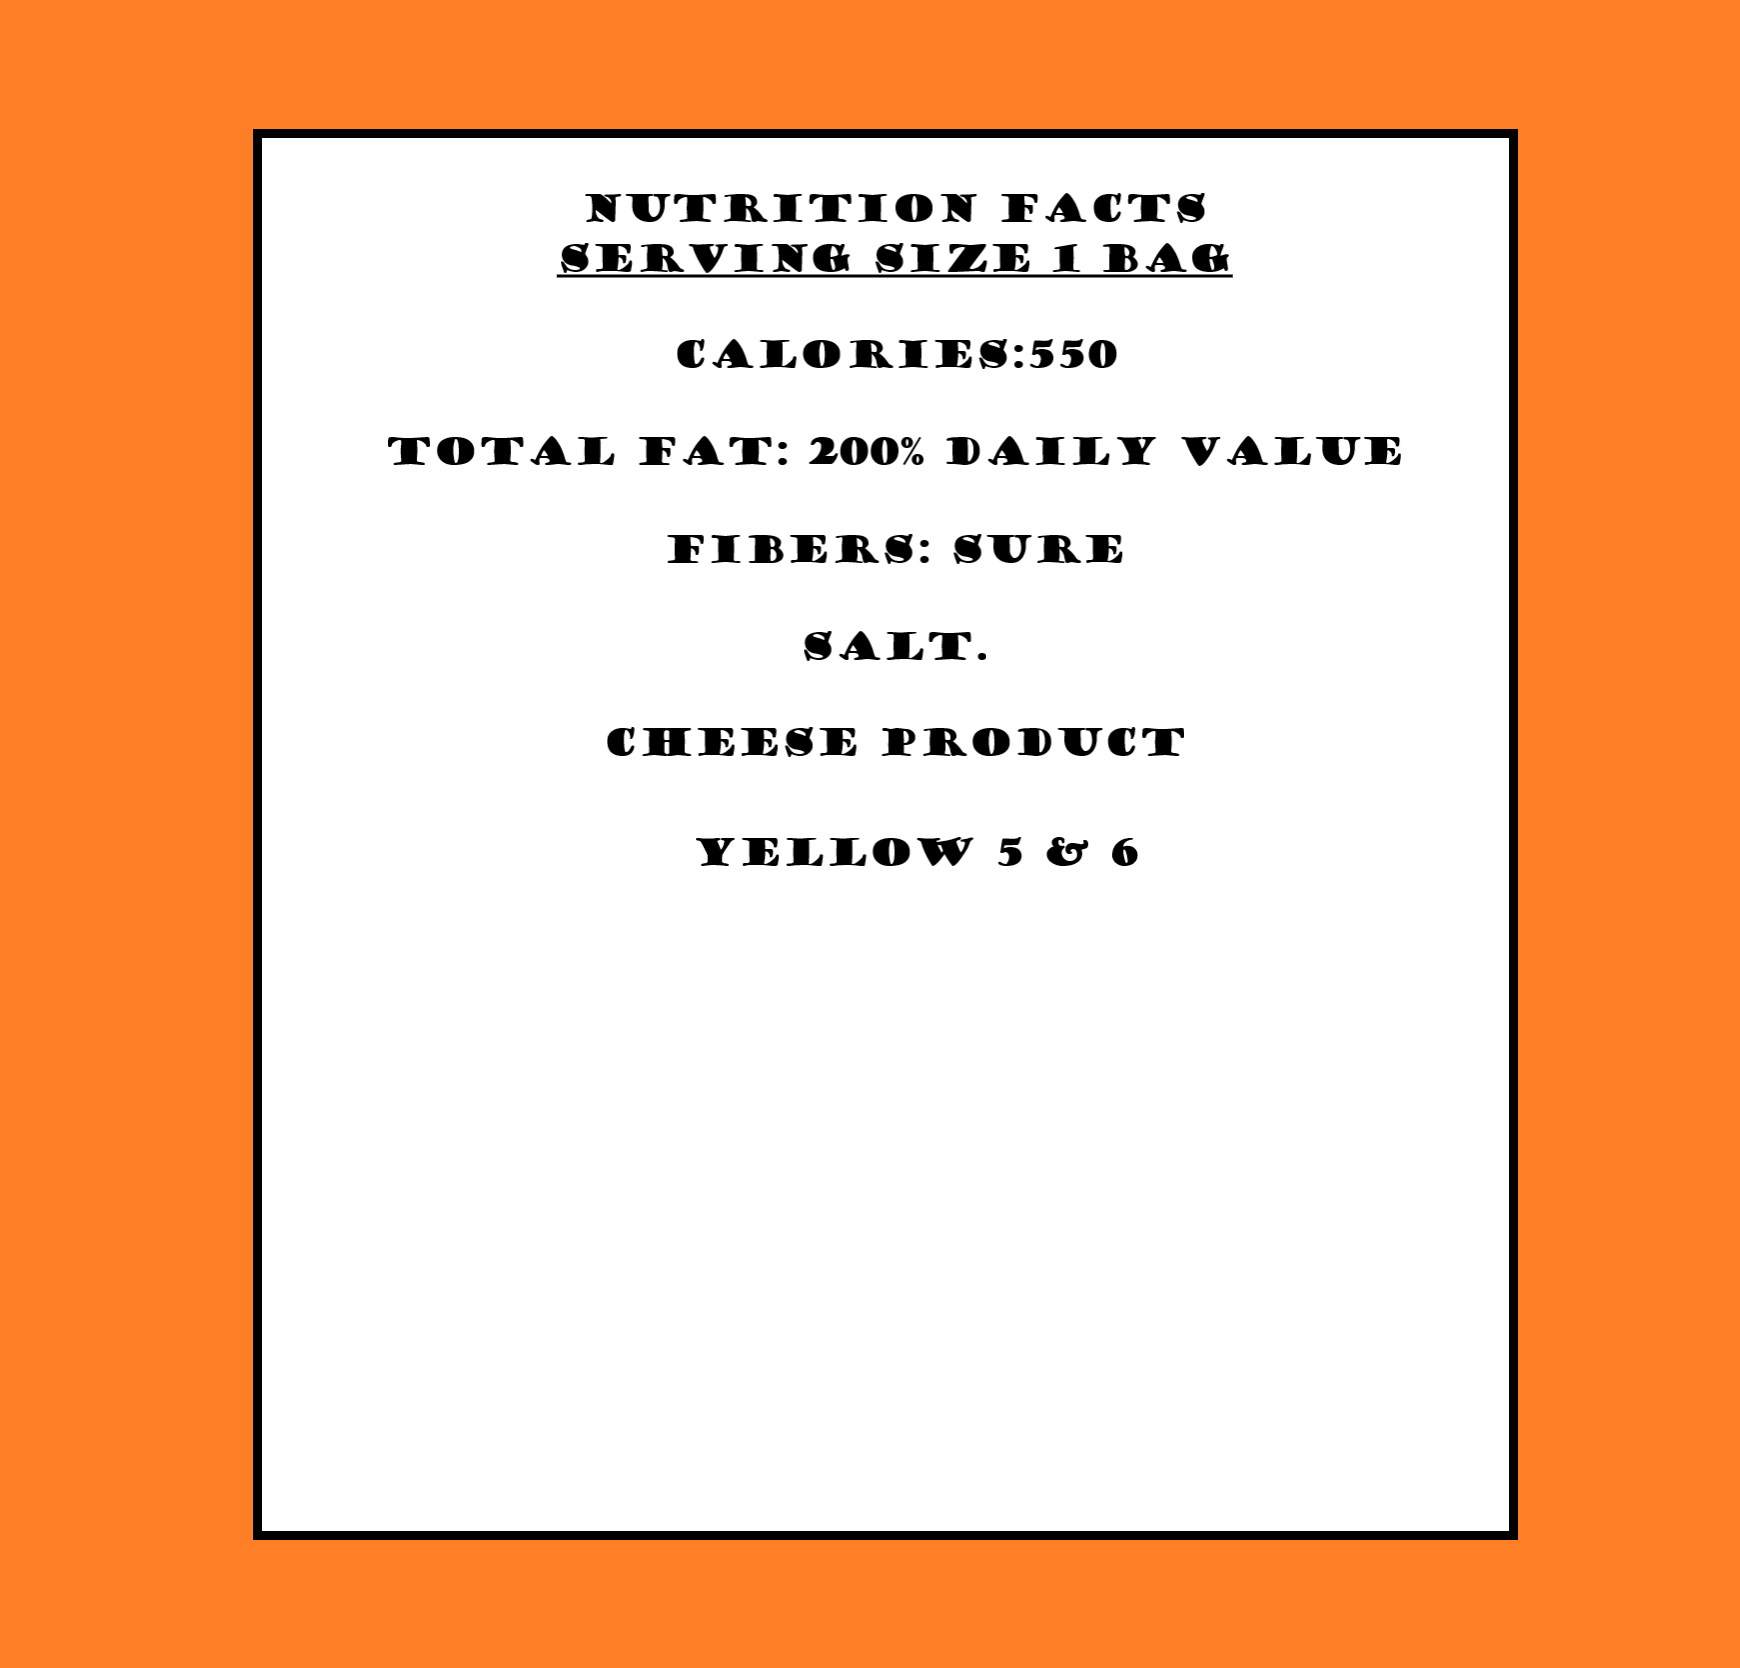 NUTRITION FACTS
SERVING SIZE 1 BAG
CALORIES:550
TOTAL FAT: 200% DAILY VALUE
FIBERS: SURE
SALT.
CHEESE PRODUCT
YELLOW 5 & 6